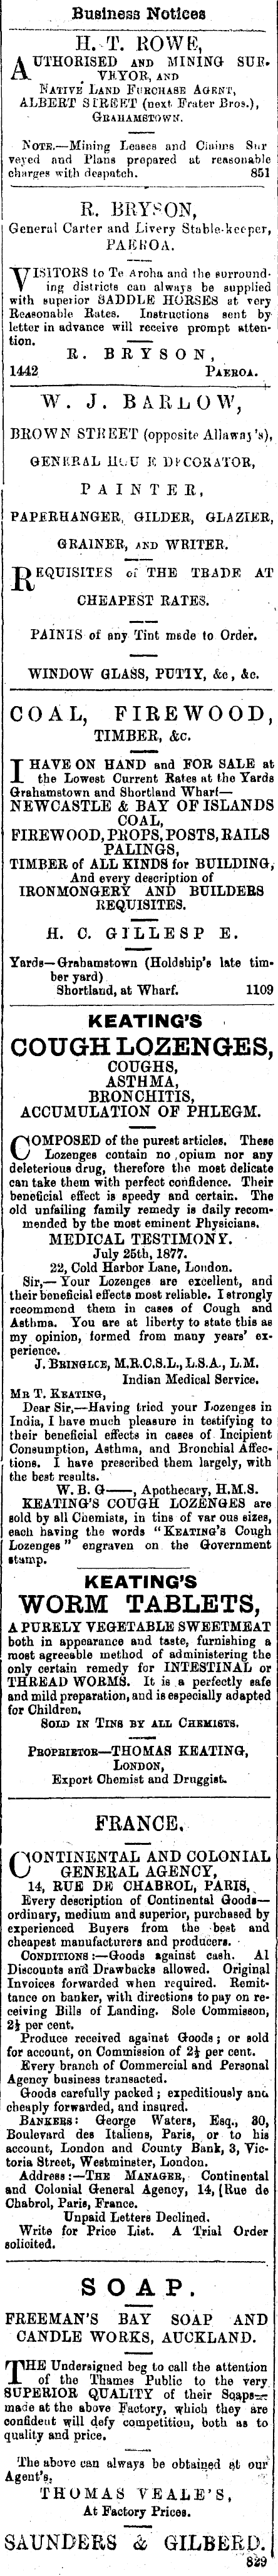 Business Notices
H. T. ROWE,
AUTHORISED AND MINING SUR-
VEYOR, AND
NATIVE LAND PURCHASE AGENT,
ALBERT STREET (next Frater Bros.),
GRAHAMSTOWN.
NOTE.—Mining Leases and Claims Sur
veyed and Plans prepared at reasonable
charges with despatch. 851
R. BRYSON,
General Carter and Livery Stable-keeper,
PAEROA.
VISITORS to Te Aroha and the surround-
ing districts can always be supplied
with superior SADDLE HORSES at very
Reasonable Rates. Instructions sent by
letter in advance will receive prompt atten-
tion.
R. BRYSON,
1442 PAEROA.
W. J. BARLOW,
BROWN STREET (opposite Allaway's),
GENERAL HOUSE DECORATOR,
PAINTER,
PAPERHANGER, GILDER, GLAZIER,
GRAINER, AND WRITER.
REQUISITES of THE TRADE AT
CHEAPEST RATES.
PAINTS of any Tint made to Order.
WINDOW GLASS, PUTTY, &c, &c.
COAL, FIREWOOD,
TIMBER, &c.
I HAVE ON HAND and FOR SALE at
the Lowest Current Rates at the Yards
Grahamstown and Shortland Wharf—
NEWCASTLE & BAY OF ISLANDS
COAL,
FIREWOOD, PROPS, POSTS, RAILS
PALINGS,
TIMBER of ALL KINDS for BUILDING,
And every description of
IRONMONGERY AND BUILDERS
REQUISITES.
H. C. GILLESP E.
Yards—Grahamstown (Holdship's late tim-
ber yard)
Shortland, at Wharf. 1109
KEATING'S
COUGH LOZENGES,
COUGHS,
ASTHMA,
BRONCHITIS,
ACCUMULATION OF PHLEGM.
COMPOSED of the purest articles. These
Lozenges contain no opium nor any
deleterious drug, therefore the most delicate
can take them with perfect confidence. Their
beneficial effect is speedy and certain. The
old unfailing family remedy is daily recom-
mended by the most eminent Physicians.
MEDICAL TESTIMONY.
July 25th, 1877.
22, Cold Harbor Lane, London.
Sir,—Your Lozenges are excellent, and
their beneficial effects most reliable. I strongly
rceommend them in cases of Cough and
Asthma. You are at liberty to state this as
my opinion, formed from many years' ex-
perience.
J. BRINGLCE, M.R.C.S.L., L.S.A., L.M.
Indian Medical Service.
MR T. KEATING,
Dear Sir,—Having tried your Lozenges in
India, I have much pleasure in testifying to
their beneficial effects in cases of Incipient
Consumption, Asthma, and Bronchial Affec-
tions. I have prescribed them largely, with
the best results.
W. B. G——, Apothecary, H.M.S.
KEATING'S COUGH LOZENGES are
sold by all Chemists, in tins of var ous sizes,
each having the words "KEATING'S Cough
Lozenges" engraven on the Government
stamp.
KEATING'S
WORM TABLETS,
A PURELY VEGETABLE SWEETMEAT
both in appearance and taste, furnishing a
most agreeable method of administering the
only certain remedy for INTESTINAL or
THREAD WORMS. It is a perfectly safe
and mild preparation, and is especially adapted
for Children.
SOLD IN TINS BY ALL CHEMISTS.
PROPRIETOR—THOMAS KEATING,
LONDON,
Export Chemist and Druggist.
FRANCE.
CONTINENTAL AND COLONIAL
GENERAL AGENCY,
14, RUE DE CHABROL, PARIS,
Every description of Continental Goods—
ordinary, medium and superior, purchased by
experienced Buyers from the best and
cheapest manufacturers and producers.
CONDITIONS:—Goods against cash. Al
Discounts and Drawbacks allowed. Original
Invoices forwarded when required. Remit-
tance on banker, with directions to pay on re-
ceiving Bills of Landing. Sole Commisson,
2½ per cent.
Produce received against Goods; or sold
for account, on Commission of 2½ per cent.
Every branch of Commercial and Personal
Agency business transacted.
Goods carefully packed; expeditiously and
cheaply forwarded, and insured.
BANKERS: George Waters, Esq., 30,
Boulevard des Italiens, Paris, or to his
account, London and County Bank, 3, Vic-
toria Street, Westminster, London.
Address:—THE MANAGER, Continental
and Colonial General Agency, 14, [Rue de
Chabrol, Paris, France.
Unpaid Letters Declined.
Write for Price List. A Trial Order
solicited.
SOAP.
FREEMAN'S BAY SOAP AND
CANDLE WORKS, AUCKLAND.
THE Undersigned beg to call the attention
of the Thames Public to the very
SUPERIOR QUALITY of their Soaps—
made at the above Factory, which they are
confident will defy competition, both as to
quality and price.
The above can always be obtained at our
Agent's,
THOMAS VEALE'S,
At Factory Prices.
SAUNDERS & GILBERD.
829